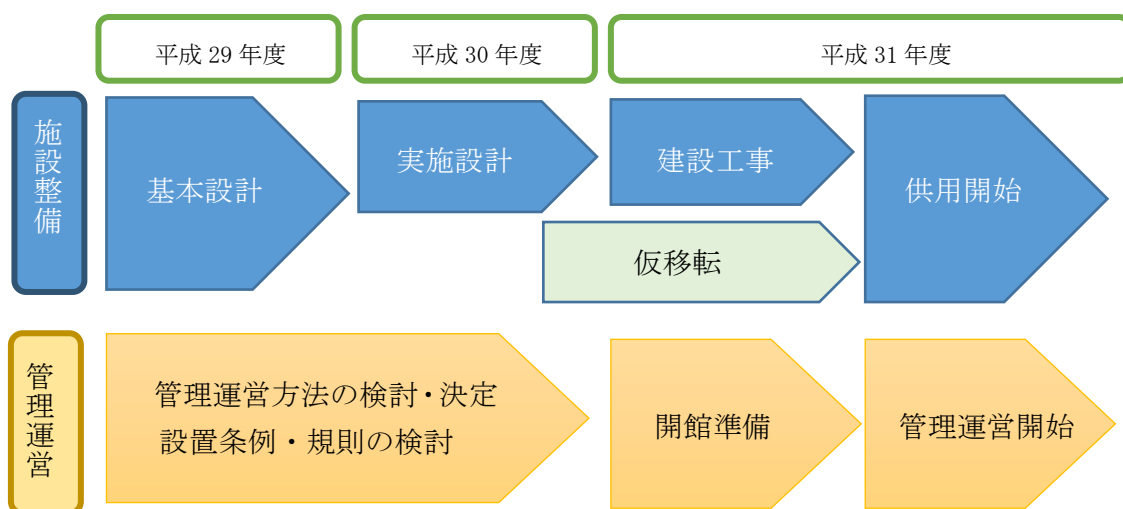 平成 29 年度
平成 30 年度
平成 31 年度
施設整備
基本設計
実施設計
建設工事
供用開始
仮移転
管理運営
管理運営方法の検討・決定
設置条例・規則の検討
開館準備
管理運営開始